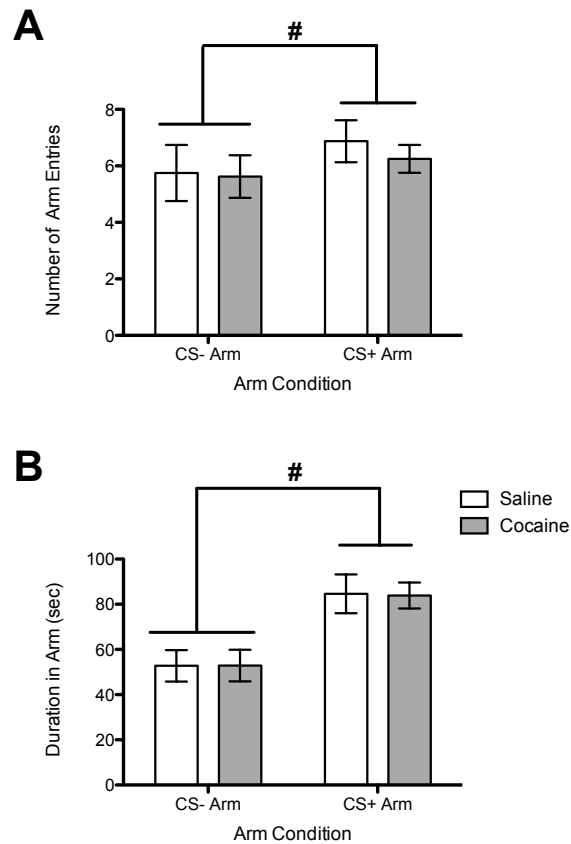 A
#
Number of Arm Entries
8
6
4
2
0
CS- Arm
CS+ Arm
Arm Condition
B
#
Saline
Cocaine
Duration in Arm (sec)
100
80
60
40
20
0
CS- Arm
CS+ Arm
Arm Condition